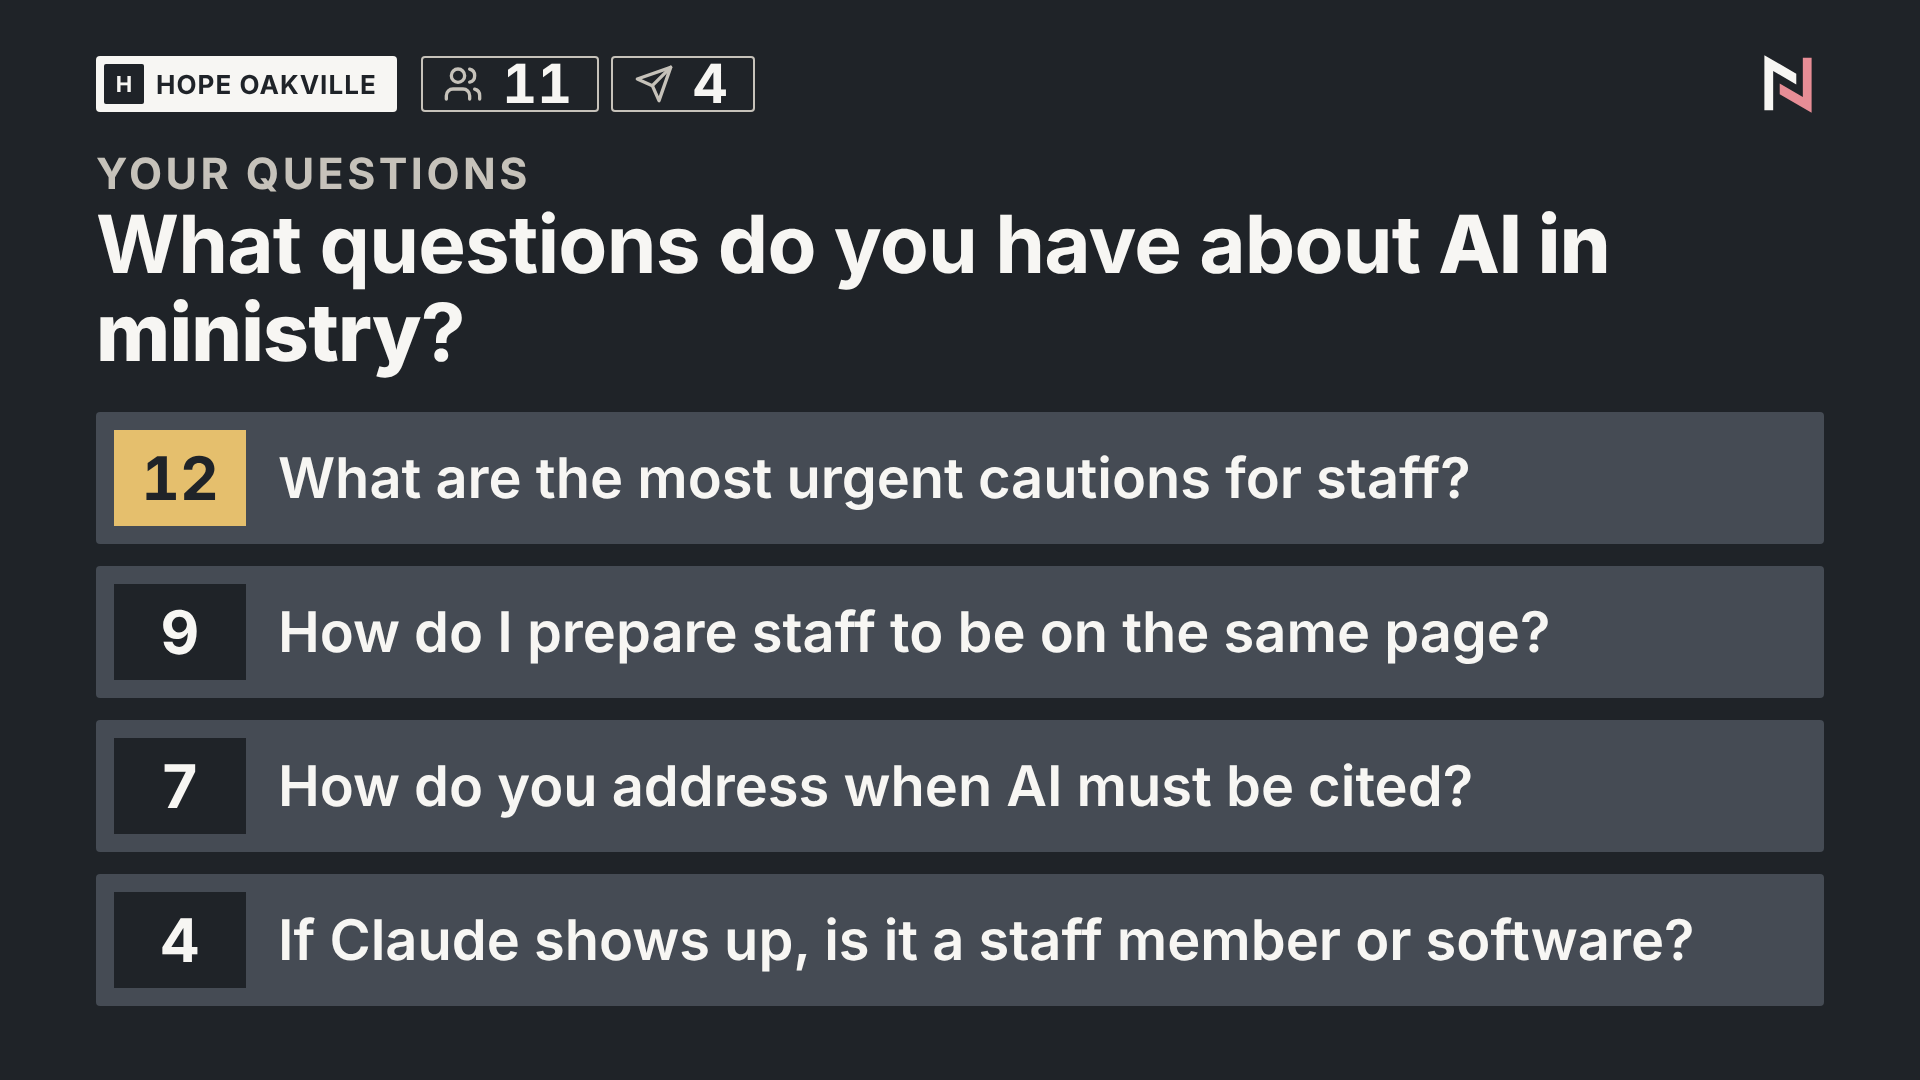 H HOPE OAKVILLE 11 4
YOUR QUESTIONS
What questions do you have about AI in
ministry?
12 What are the most urgent cautions for staff?
9 How do I prepare staff to be on the same page?
7 How do you address when AI must be cited?
4 If Claude shows up, is it a staff member or software?